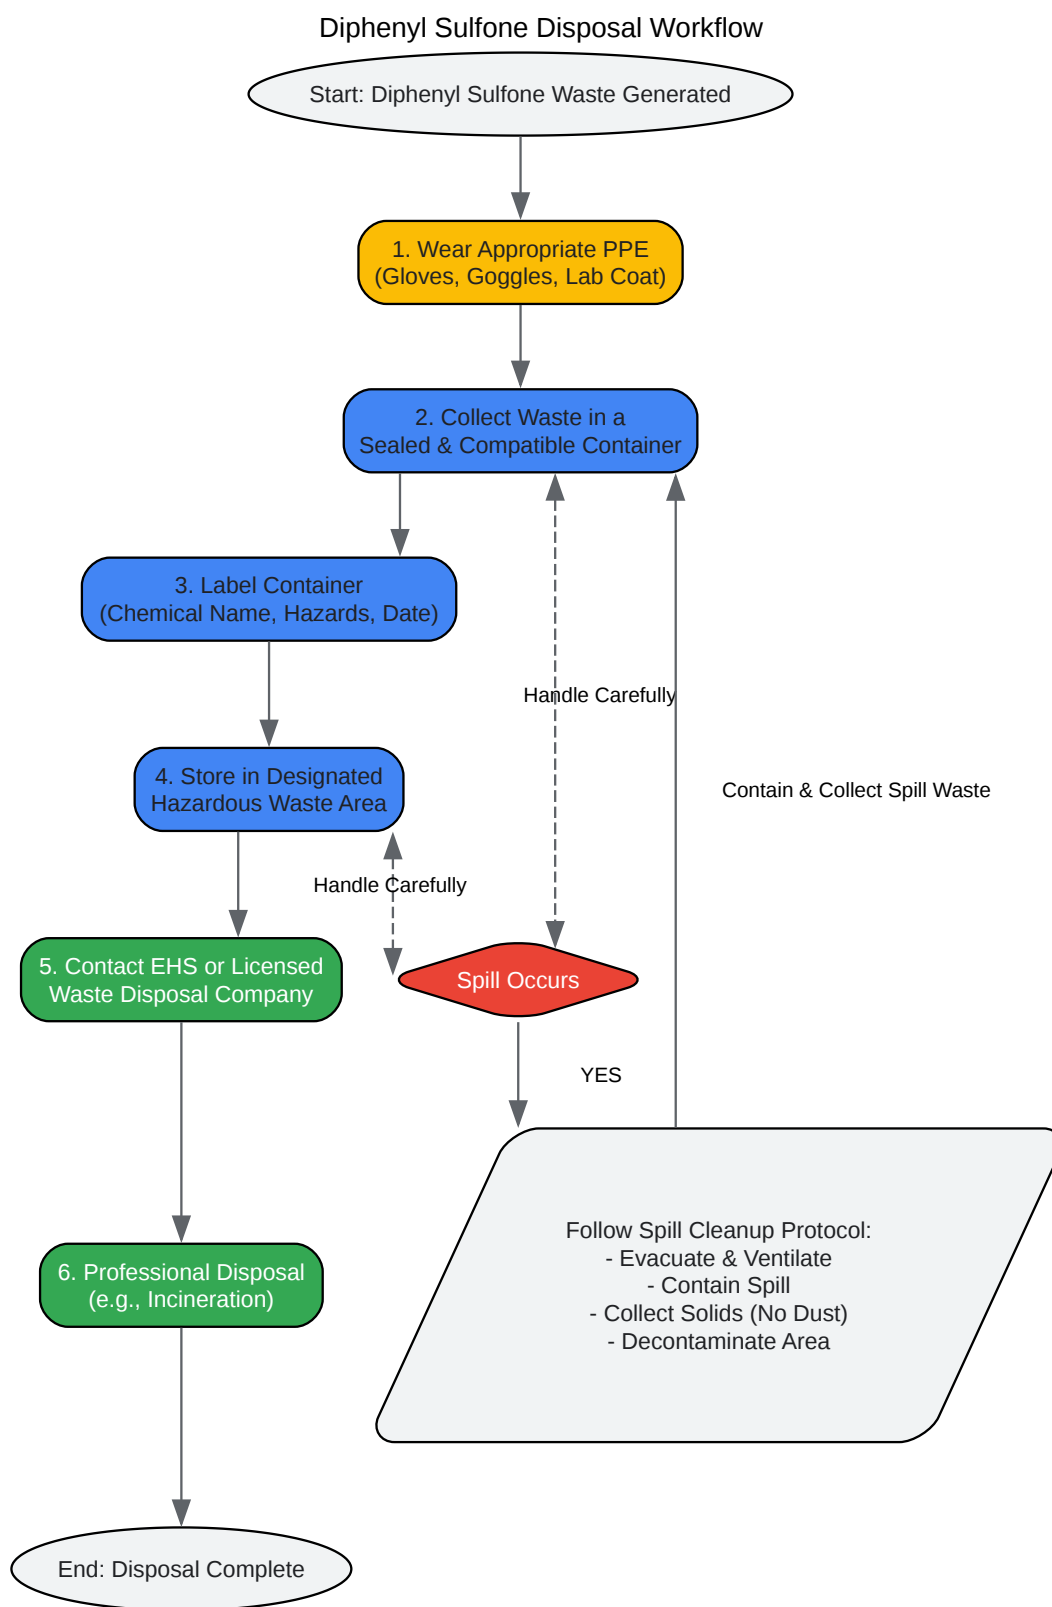 Diphenyl Sulfone Disposal Workflow
Start: Diphenyl Sulfone Waste Generated
1. Wear Appropriate PPE
(Gloves, Goggles, Lab Coat)
2. Collect Waste in a
Sealed & Compatible Container
3. Label Container
(Chemical Name, Hazards, Date)
Handle Carefully
4. Store in Designated
Hazardous Waste Area
Contain & Collect Spill Waste
Handle Carefully
5. Contact EHS or Licensed
Waste Disposal Company
Spill Occurs
YES
Follow Spill Cleanup Protocol:
- Evacuate & Ventilate
- Contain Spill
- Collect Solids (No Dust)
- Decontaminate Area
6. Professional Disposal
(e.g., Incineration)
End: Disposal Complete